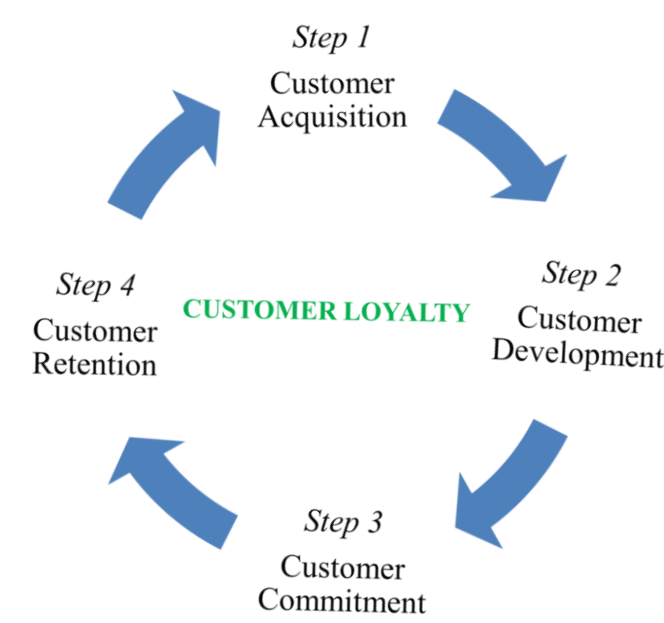 Step 1
Customer
Acquisition
Step 2
Customer
Development
Step 3
Customer
Commitment
Step 4
Customer
Retention
CUSTOMER LOYALTY